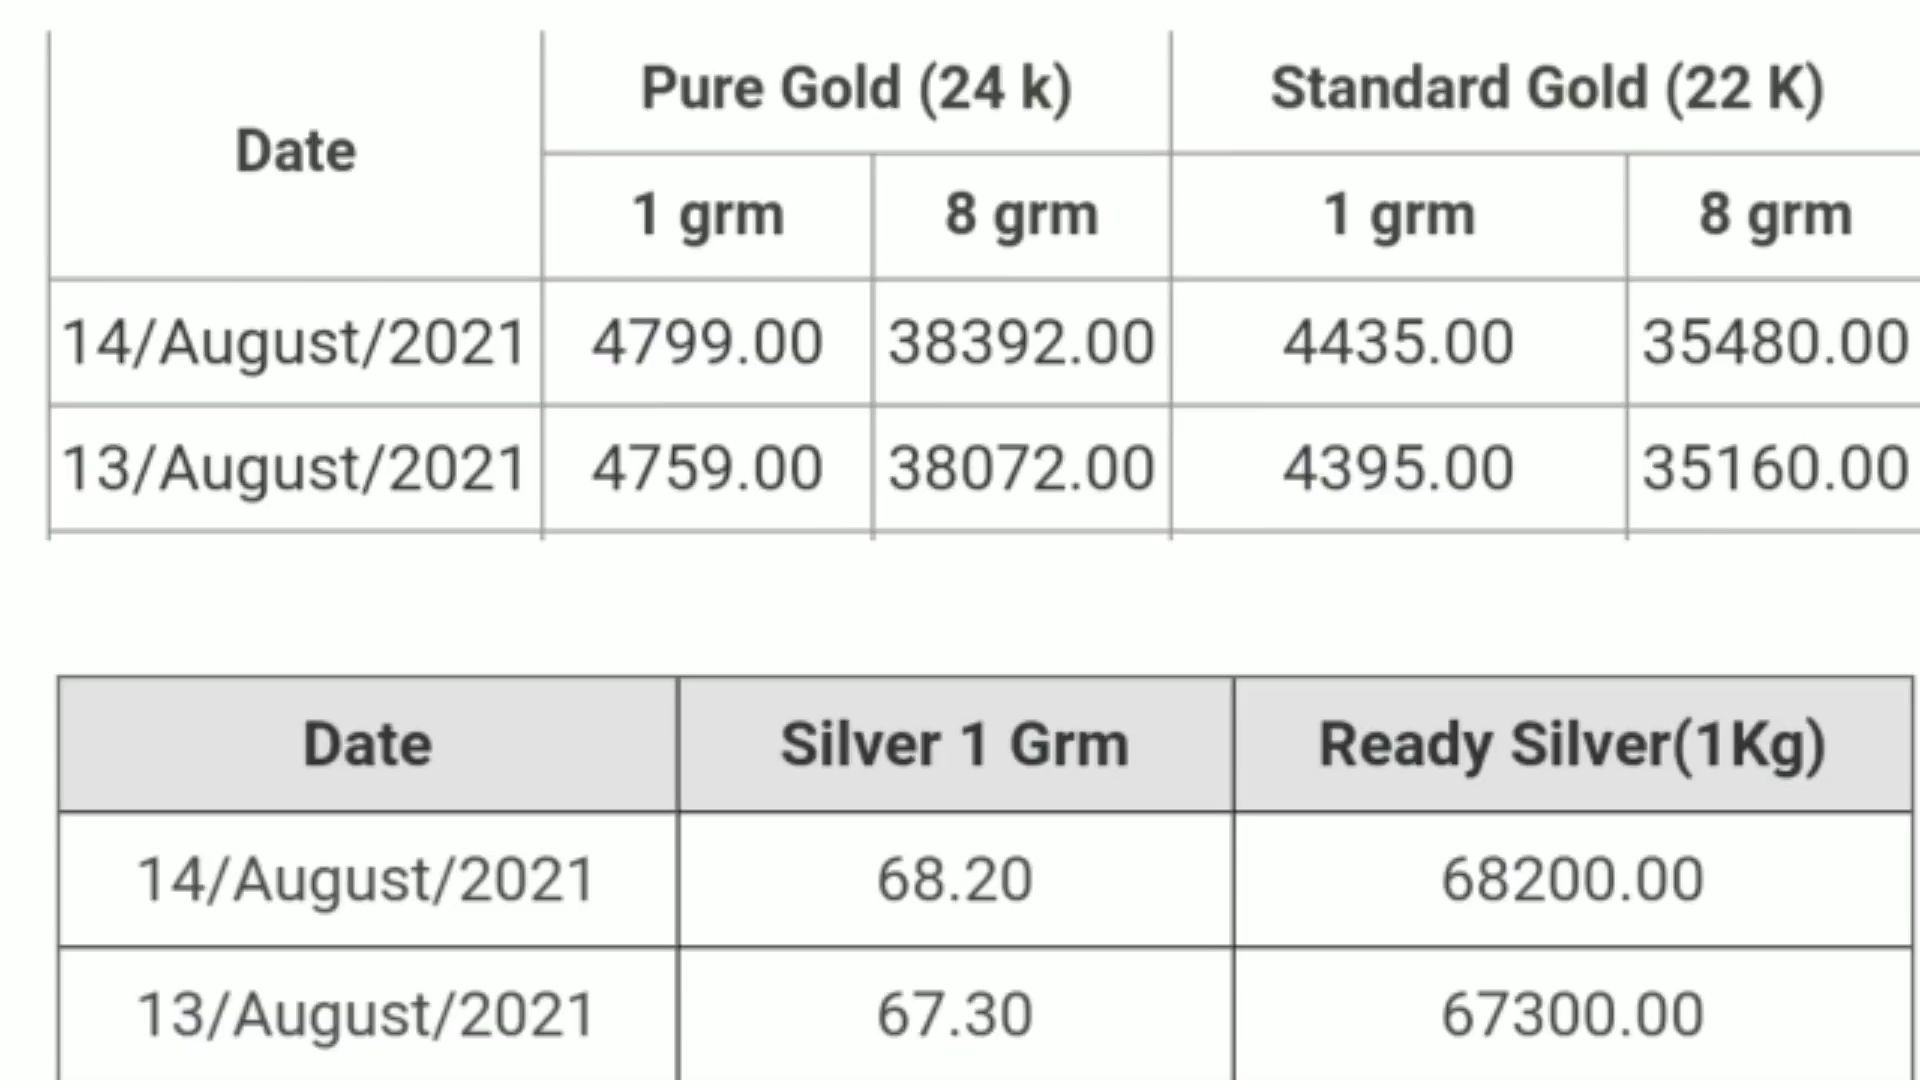 Date Pure Gold (24 k) Standard Gold (22 K)
1 grm 8 grm 1 grm 8 grm
14/August/2021 4799.00 38392.00 4435.00 35480.00
13/August/2021 4759.00 38072.00 4395.00 35160.00
Date Silver 1 Grm Ready Silver(1Kg)
14/August/2021 68.20 68200.00
13/August/2021 67.30 67300.00